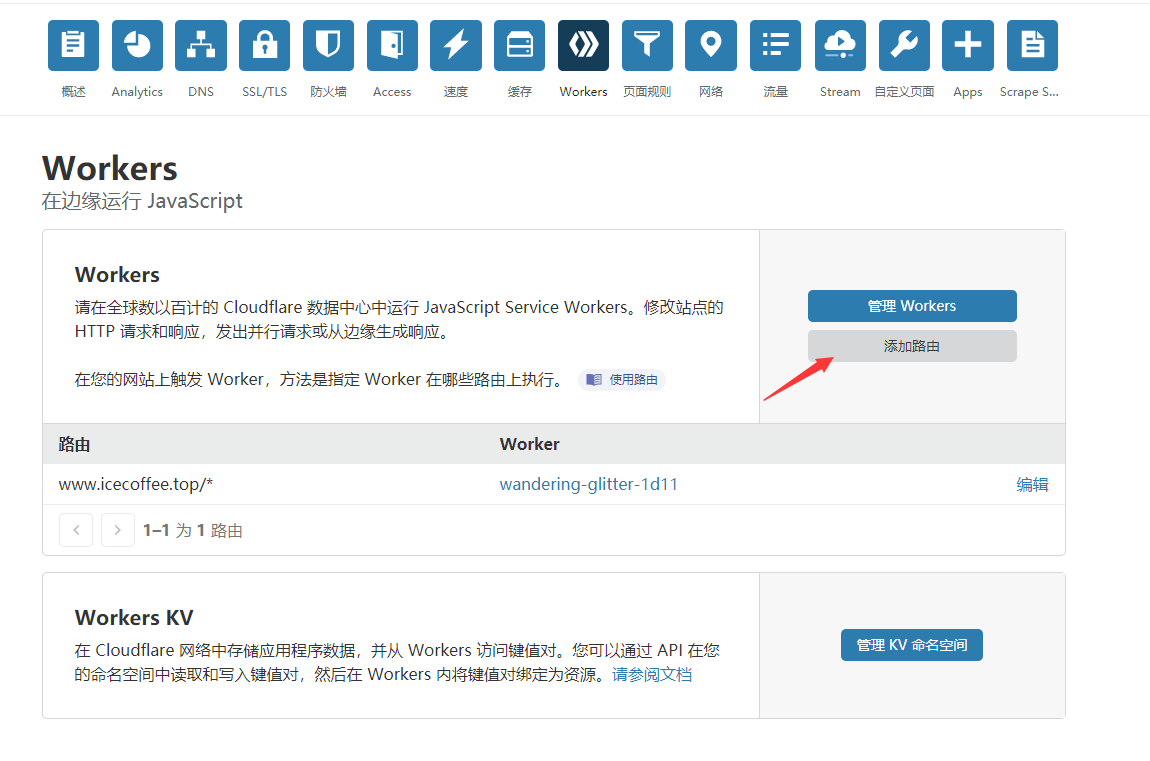 概述 Analytics DNS SSL/TLS 防火墙 Access 速度 缓存 Workers 页面规则 网络 流量 Stream 自定义页面 Apps Scrape S...
Workers
在边缘运行 JavaScript
Workers
请在全球数以百计的 Cloudflare 数据中心中运行 JavaScript Service Workers。修改站点的
HTTP 请求和响应，发出并行请求或从边缘生成响应。
在您的网站上触发 Worker，方法是指定 Worker 在哪些路由上执行。 使用路由
管理 Workers
添加路由
路由 Worker
www.icecoffee.top/* wandering-glitter-1d11 编辑
1–1 为 1 路由
Workers KV
在 Cloudflare 网络中存储应用程序数据，并从 Workers 访问键值对。您可以通过 API 在您
的命名空间中读取和写入键值对，然后在 Workers 内将键值对绑定为资源。请参阅文档
管理 KV 命名空间